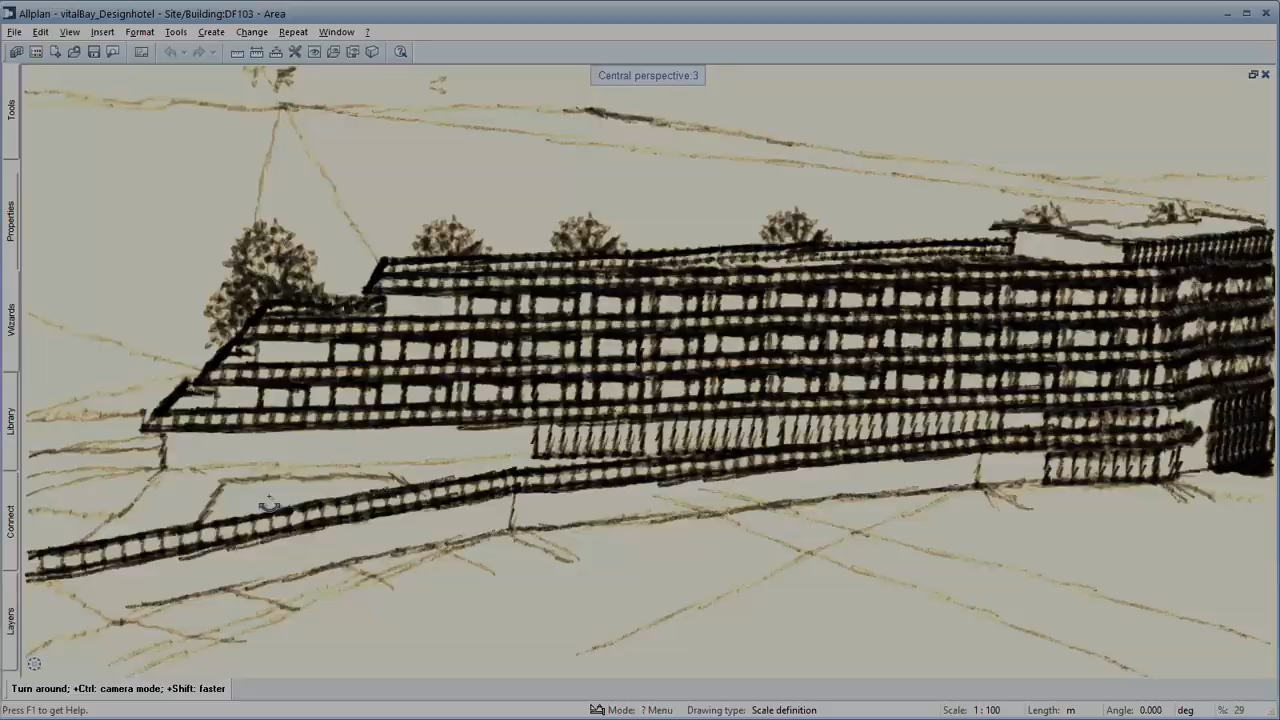 Allplan - vitalBay_Designhotel - Site/Building:DF103 - Area
File Edit View Insert Format Tools Create Change Repeat Window ?
Central perspective:3
Tools
Properties
Wizards
Library
Connect
Layers
Turn around; +Ctrl: camera mode; +Shift: faster
Press F1 to get Help. Mode: ? Menu Drawing type: Scale definition Scale: 1 : 100 Length: m Angle: 0.000 deg %: 29